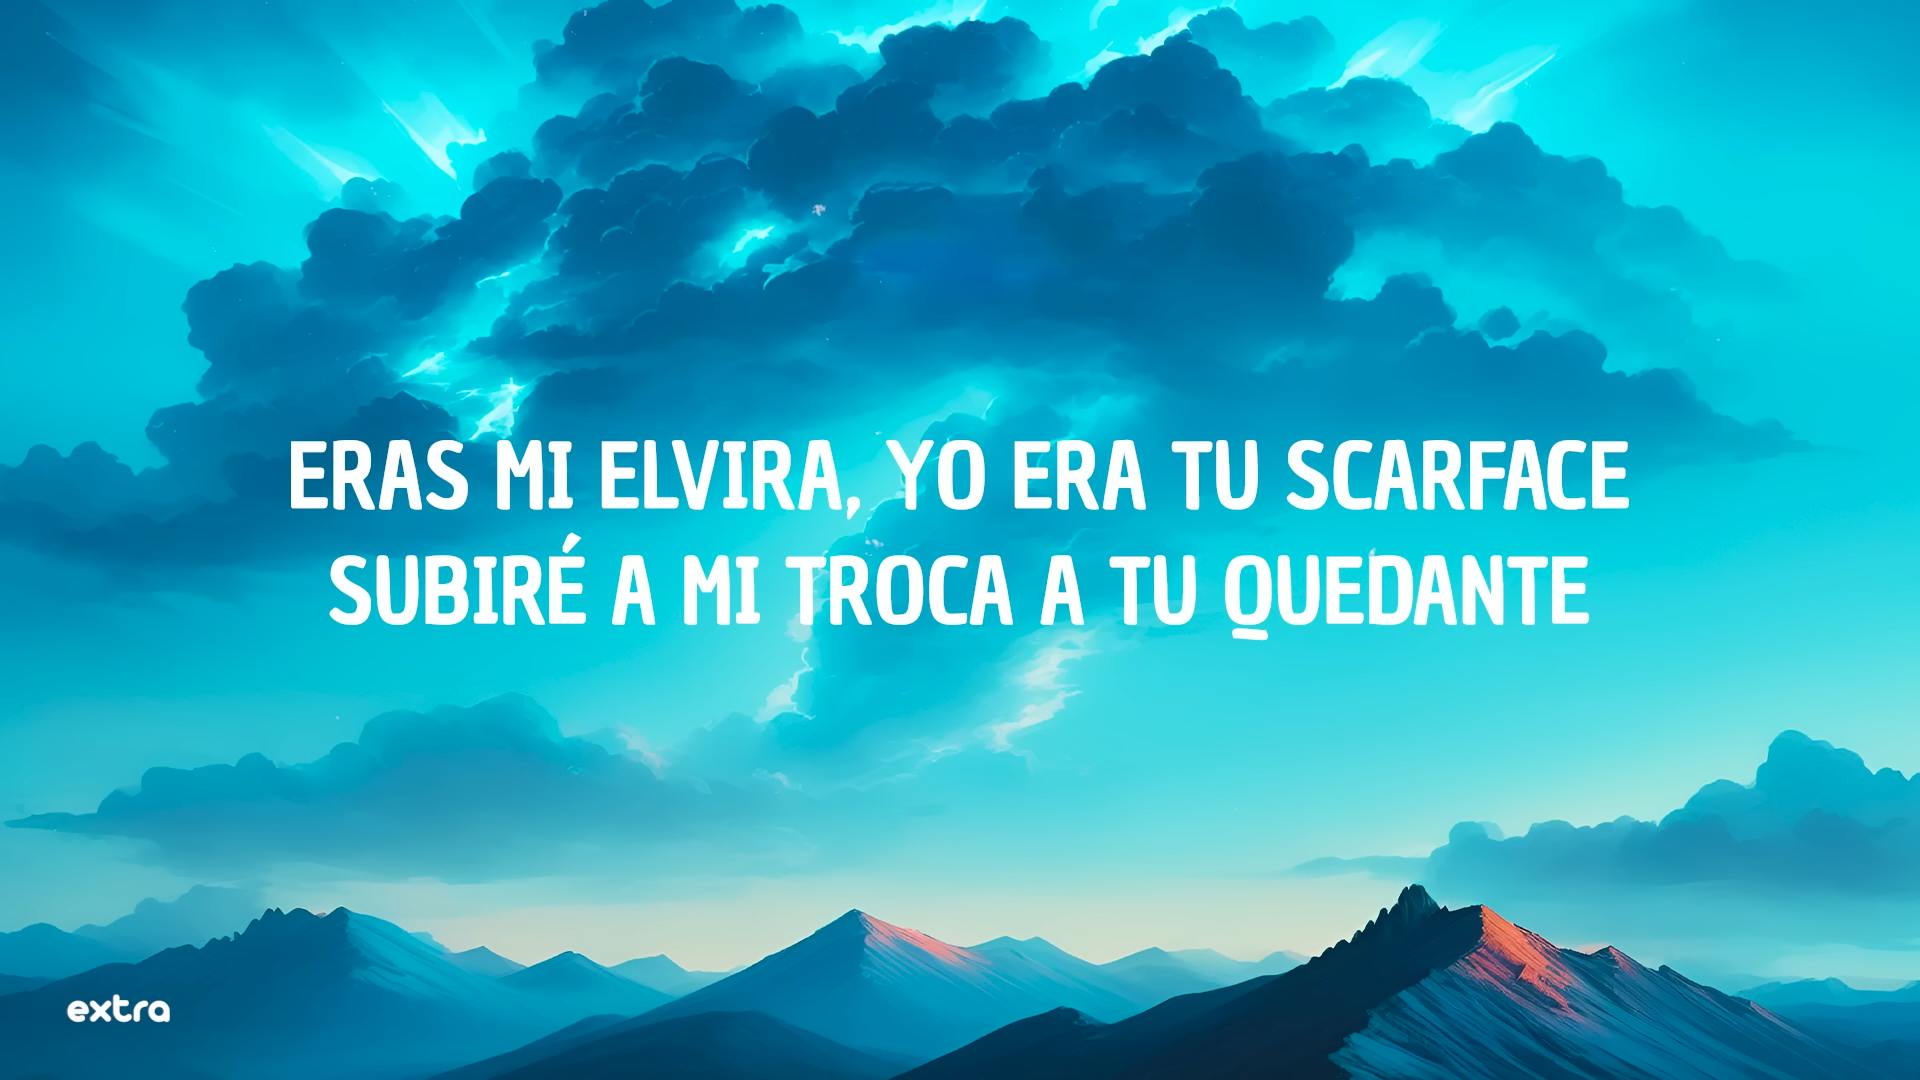 ERAS MI ELVIRA, YO ERA TU SCARFACE
SUBIRÉ A MI TROCA A TU QUEDANTE
extra